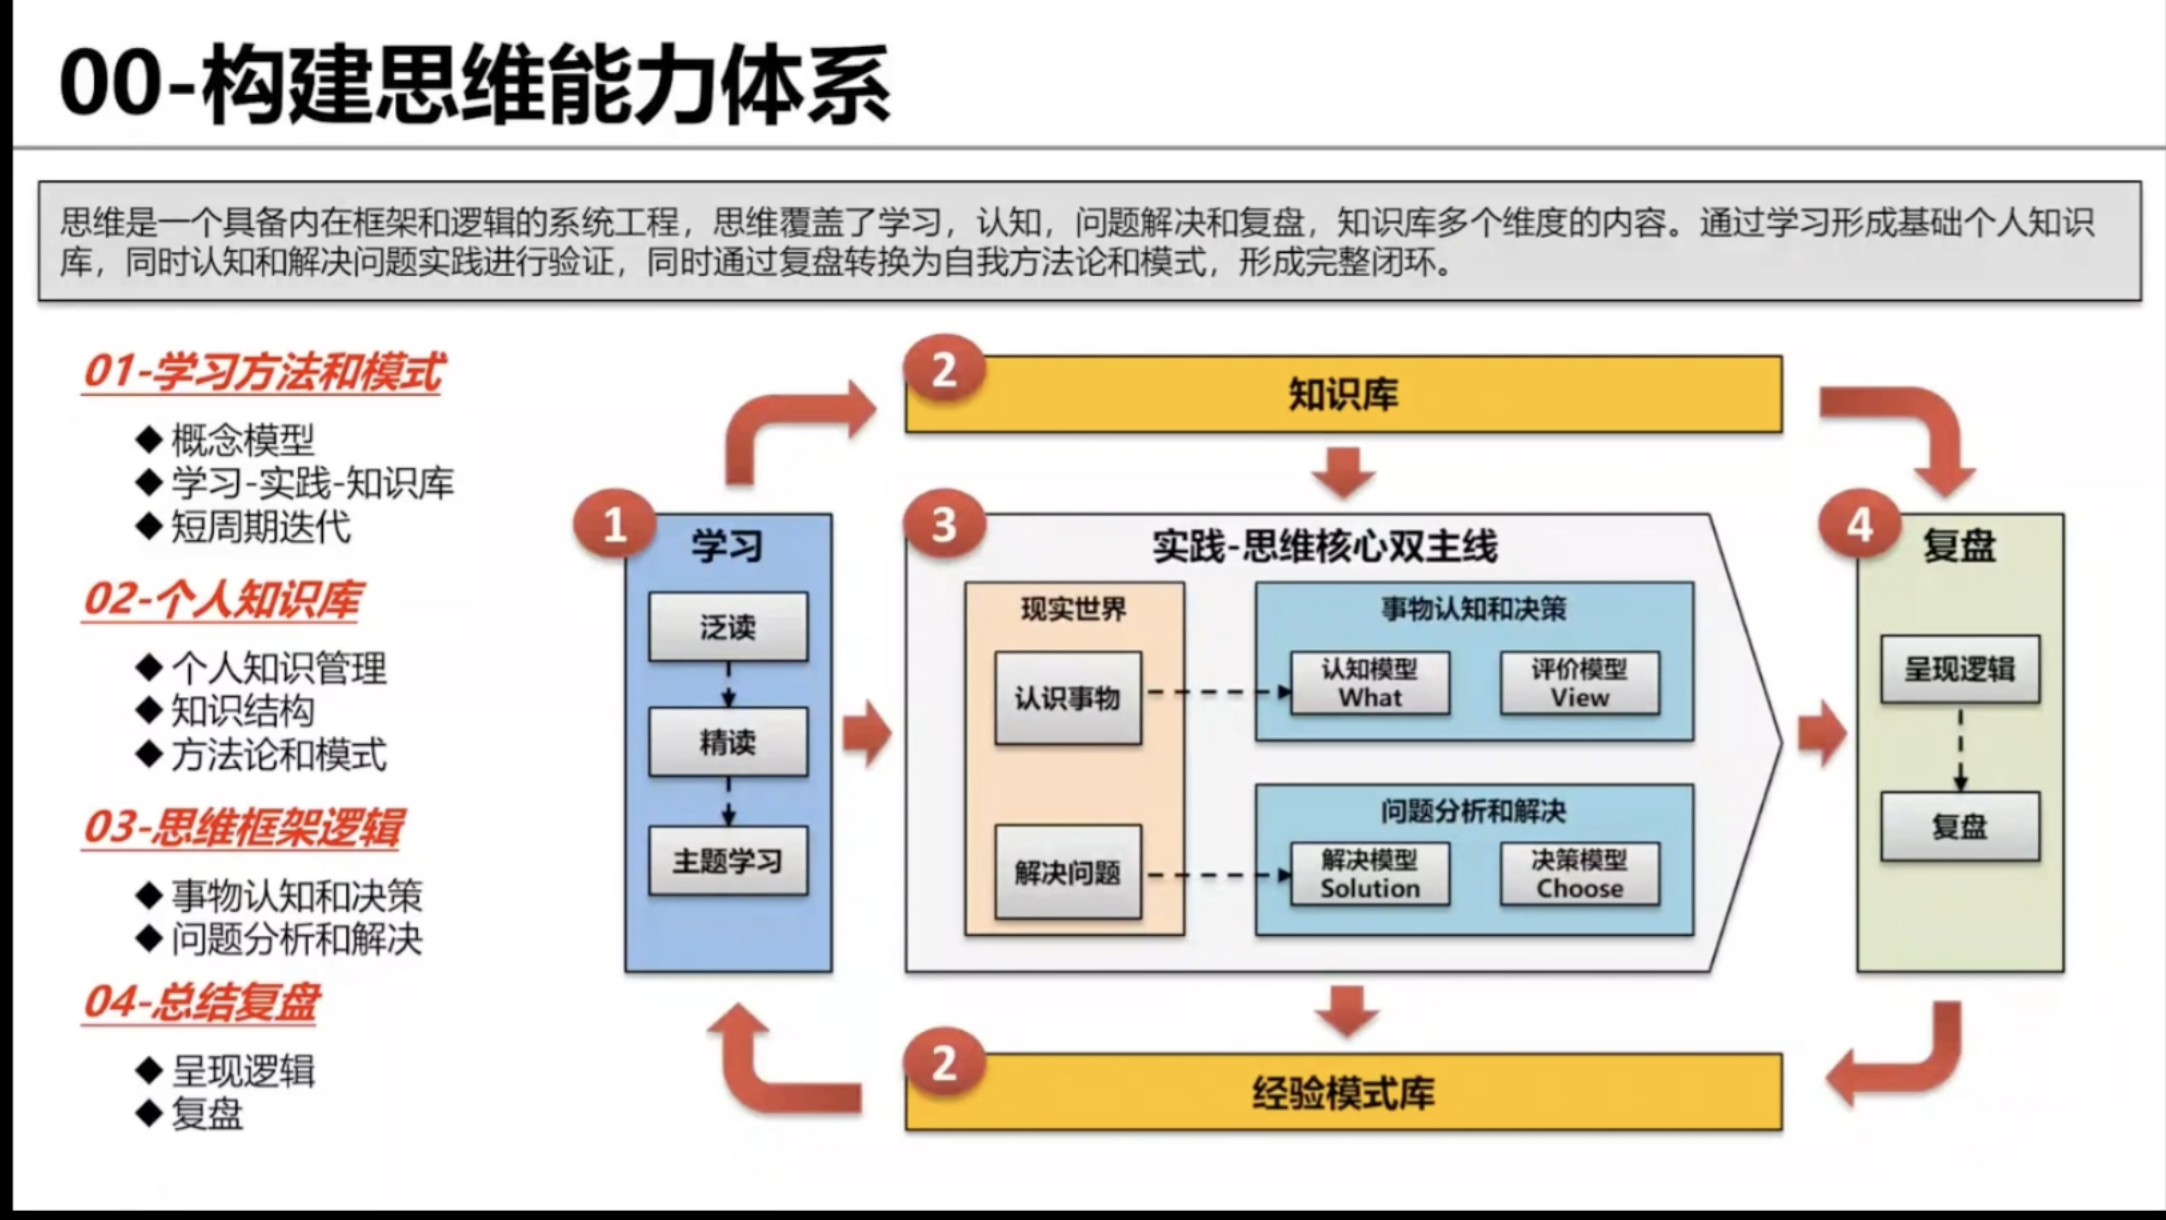 00-构建思维能力体系
思维是一个具备内在框架和逻辑的系统工程，思维覆盖了学习，认知，问题解决和复盘，知识库多个维度的内容。通过学习形成基础个人知识
库，同时认知和解决问题实践进行验证，同时通过复盘转换为自我方法论和模式，形成完整闭环。
01-学习方法和模式
◆ 概念模型
◆ 学习-实践-知识库
◆ 短周期迭代
02-个人知识库
◆ 个人知识管理
◆ 知识结构
◆ 方法论和模式
03-思维框架逻辑
◆ 事物认知和决策
◆ 问题分析和解决
04-总结复盘
◆ 呈现逻辑
◆ 复盘
1
学习
泛读
精读
主题学习
2
知识库
3
实践-思维核心双主线
现实世界
认识事物
解决问题
事物认知和决策
认知模型
What
评价模型
View
问题分析和解决
解决模型
Solution
决策模型
Choose
4
复盘
呈现逻辑
复盘
2
经验模式库